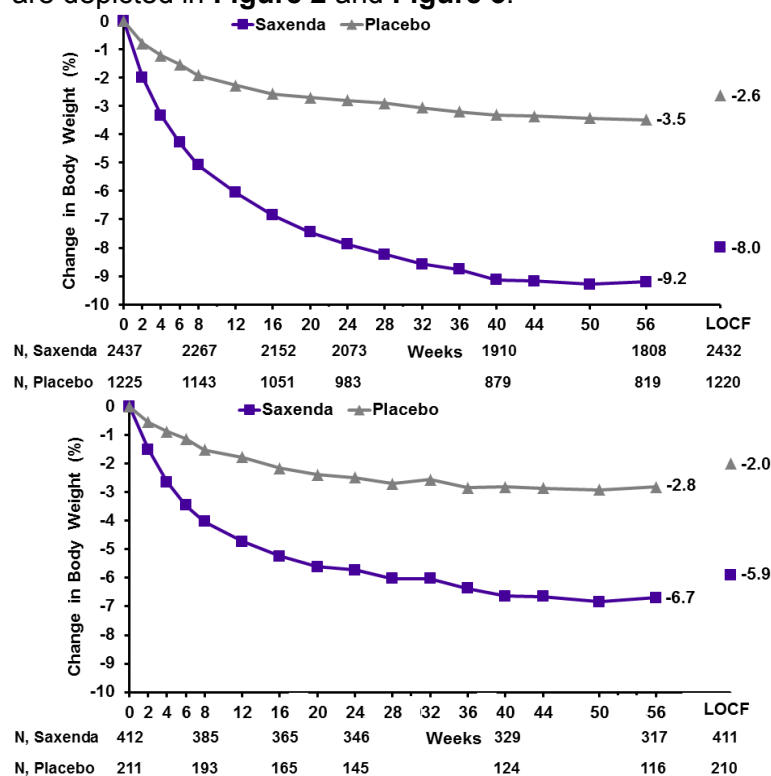 are depicted in Figure 2 and Figure 3.
Saxenda Placebo
Change in Body Weight (%)
0
-1
-2
-3
-4
-5
-6
-7
-8
-9
-10
-2.6
-3.5
-8.0
-9.2
0 2 4 6 8 12 16 20 24 28 32 36 40 44 50 56 LOCF
N, Saxenda 2437 2267 2152 2073 Weeks 1910 1808 2432
N, Placebo 1225 1143 1051 983 879 819 1220
Saxenda Placebo
Change in Body Weight (%)
0
-1
-2
-3
-4
-5
-6
-7
-8
-9
-10
-2.0
-2.8
-5.9
-6.7
0 2 4 6 8 12 16 20 24 28 32 36 40 44 50 56 LOCF
N, Saxenda 412 385 365 346 Weeks 329 317 411
N, Placebo 211 193 165 145 124 116 210